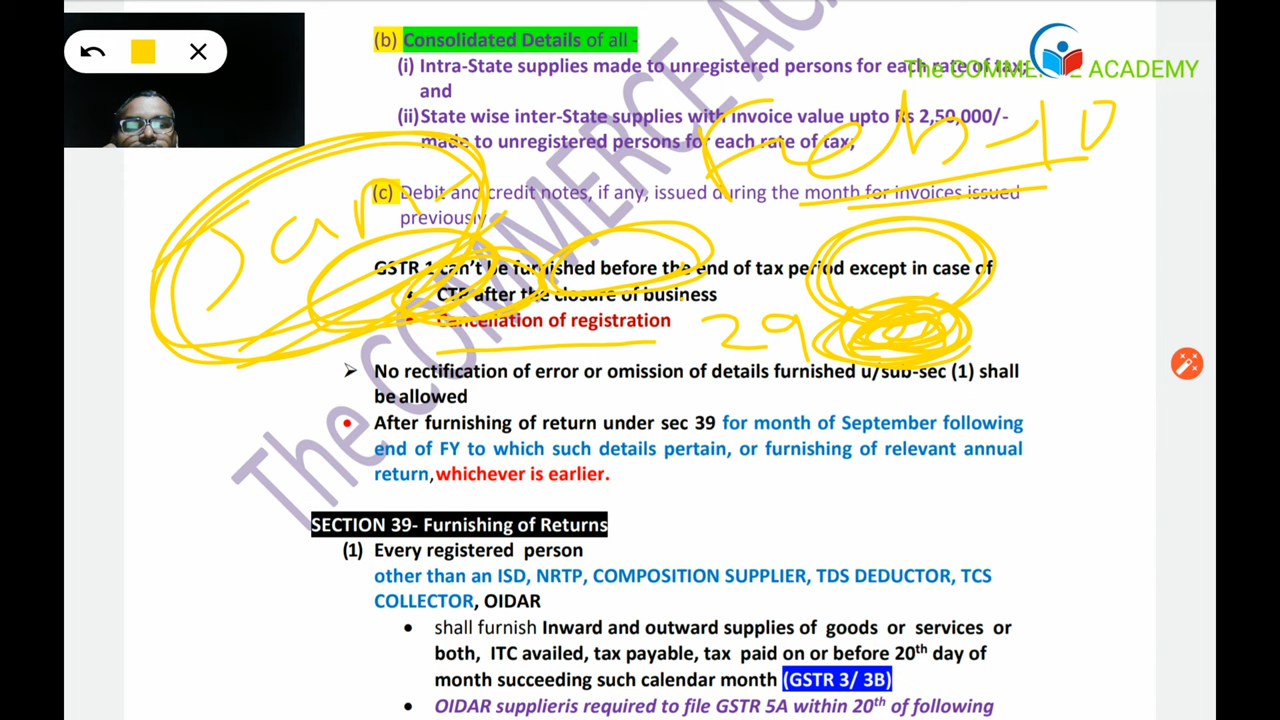 (b) Consolidated Details of all -
(i) Intra-State supplies made to unregistered persons for each rate of tax;
and
The COMMERCE ACADEMY
(ii) State wise inter-State supplies with invoice value upto Rs 2,50,000/-
made to unregistered persons for each rate of tax;
Feb-10
(c) Debit and credit notes, if any, issued during the month for invoices issued
previously
Jan
GSTR 1 can't be furnished before the end of tax period except in case of
• CTP after the closure of business
• Cancellation of registration
29
➢ No rectification of error or omission of details furnished u/sub-sec (1) shall
be allowed
• After furnishing of return under sec 39 for month of September following
end of FY to which such details pertain, or furnishing of relevant annual
return, whichever is earlier.
The COMMERCE ACA
SECTION 39- Furnishing of Returns
(1) Every registered person
other than an ISD, NRTP, COMPOSITION SUPPLIER, TDS DEDUCTOR, TCS
COLLECTOR, OIDAR
• shall furnish Inward and outward supplies of goods or services or
both, ITC availed, tax payable, tax paid on or before 20th day of
month succeeding such calendar month (GSTR 3/ 3B)
• OIDAR supplieris required to file GSTR 5A within 20th of following